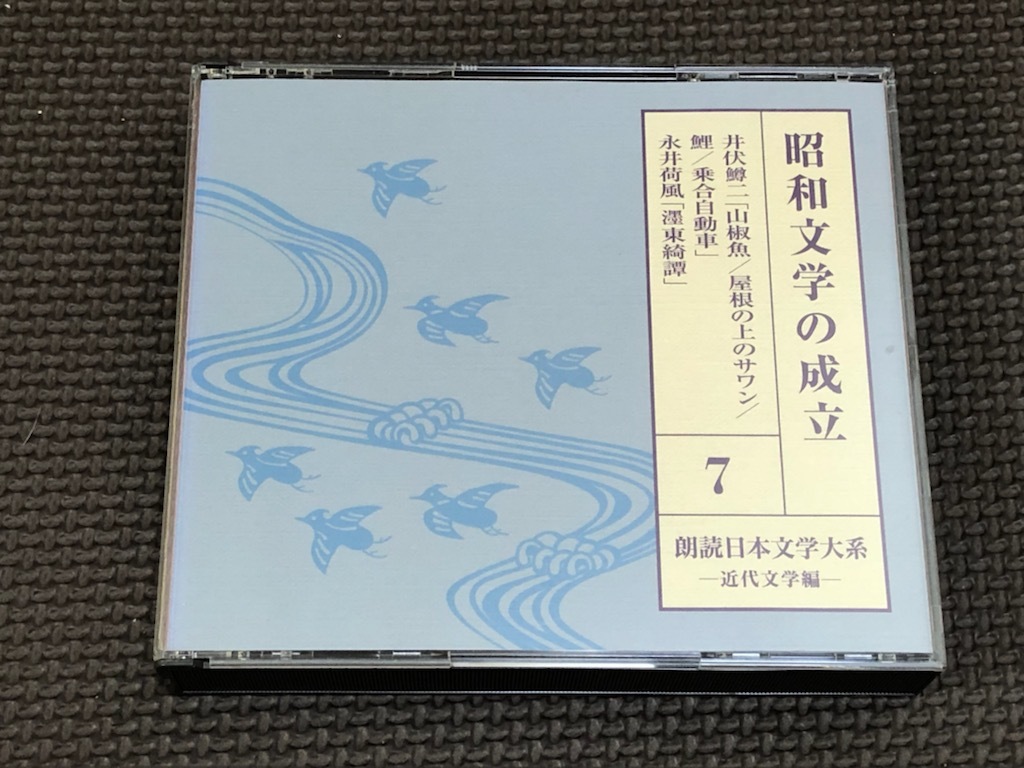 昭和文学の成立
井伏鱒二「山椒魚／屋根の上のサワン／
鯉／乗合自動車」
永井荷風「濹東綺譚」
7
朗読日本文学大系
―近代文学編―